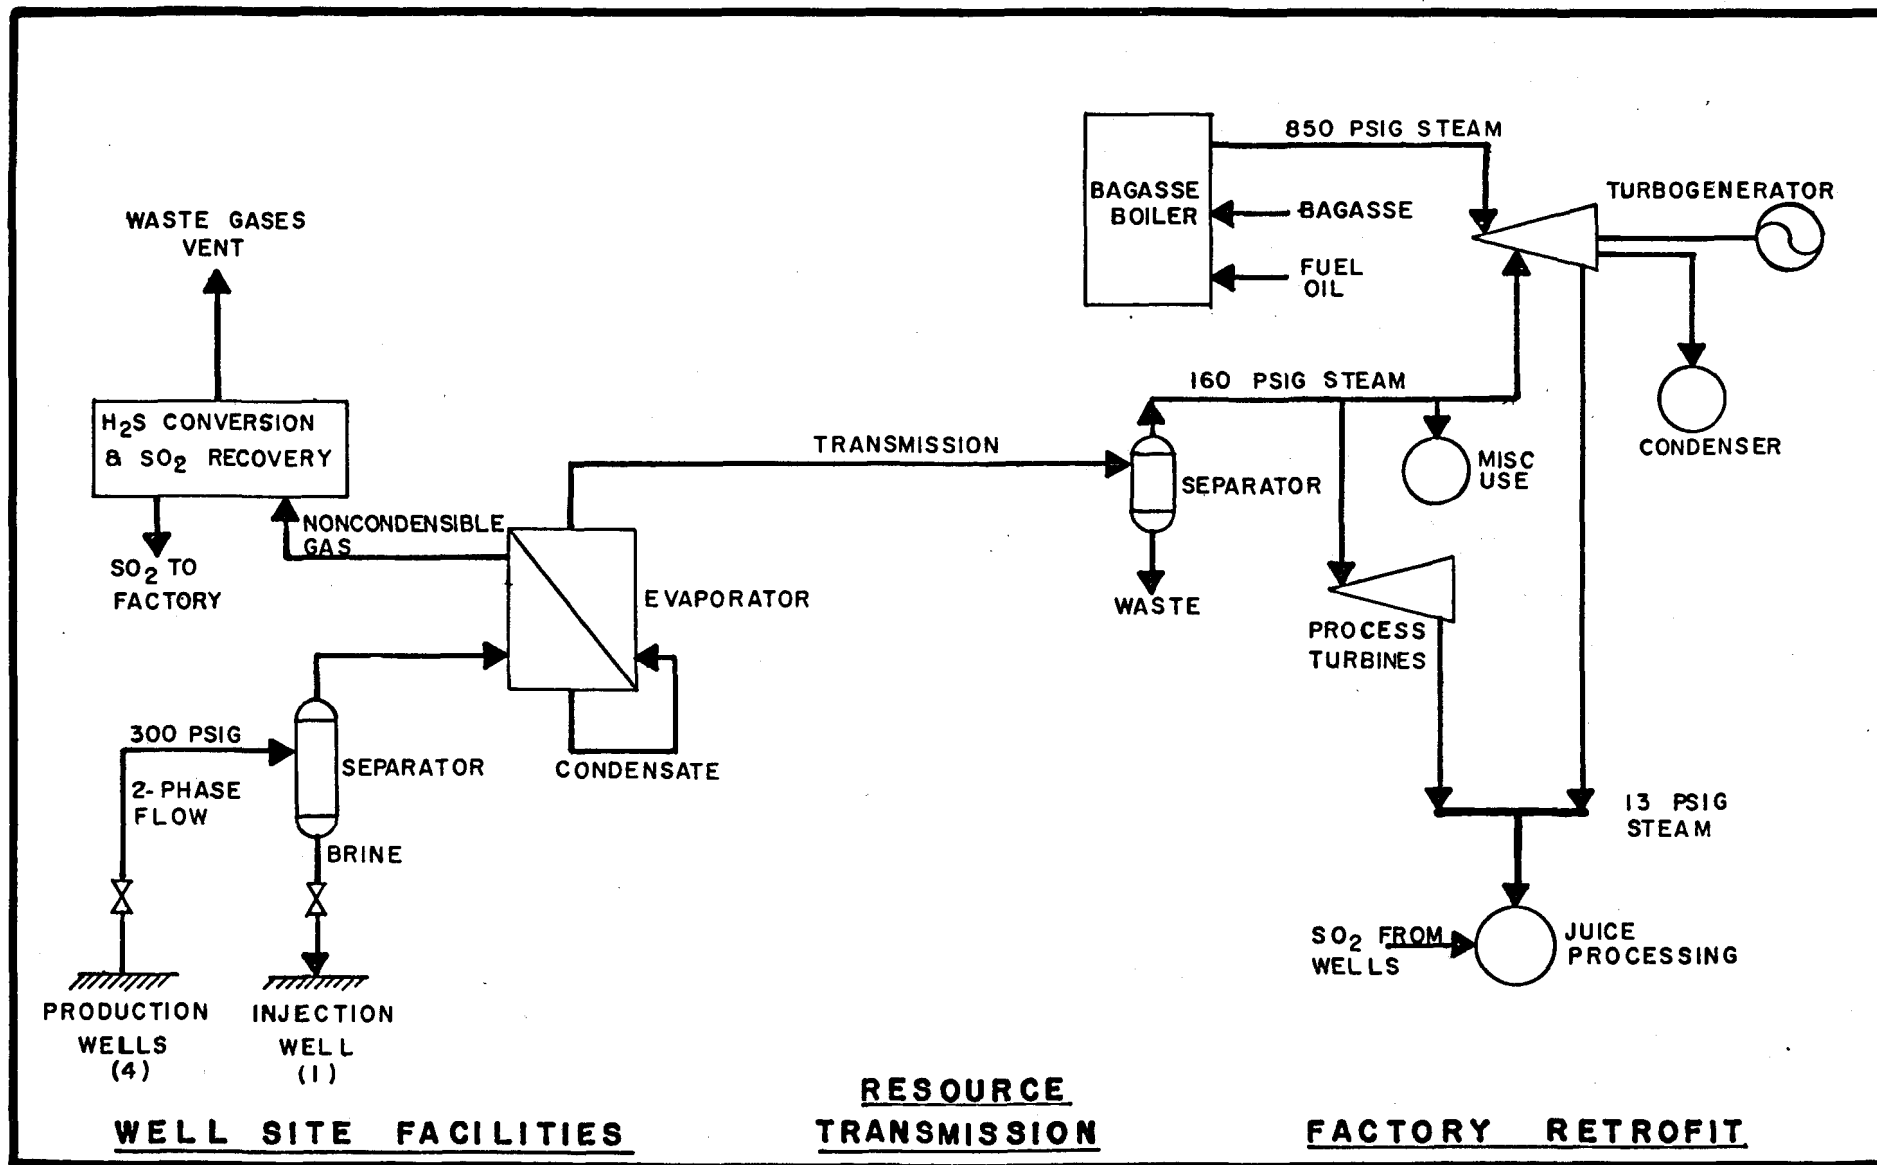 850 PSIG STEAM
BAGASSE
BOILER
BAGASSE
FUEL
OIL
TURBOGENERATOR
WASTE GASES
VENT
160 PSIG STEAM
H₂S CONVERSION
& SO₂ RECOVERY
TRANSMISSION
SEPARATOR
MISC
USE
CONDENSER
NONCONDENSIBLE
GAS
SO₂ TO
FACTORY
EVAPORATOR
WASTE
PROCESS
TURBINES
300 PSIG
2-PHASE
FLOW
SEPARATOR
CONDENSATE
BRINE
13 PSIG
STEAM
SO₂ FROM
WELLS
JUICE
PROCESSING
PRODUCTION
WELLS
(4)
INJECTION
WELL
(1)
WELL SITE FACILITIES
RESOURCE
TRANSMISSION
FACTORY RETROFIT